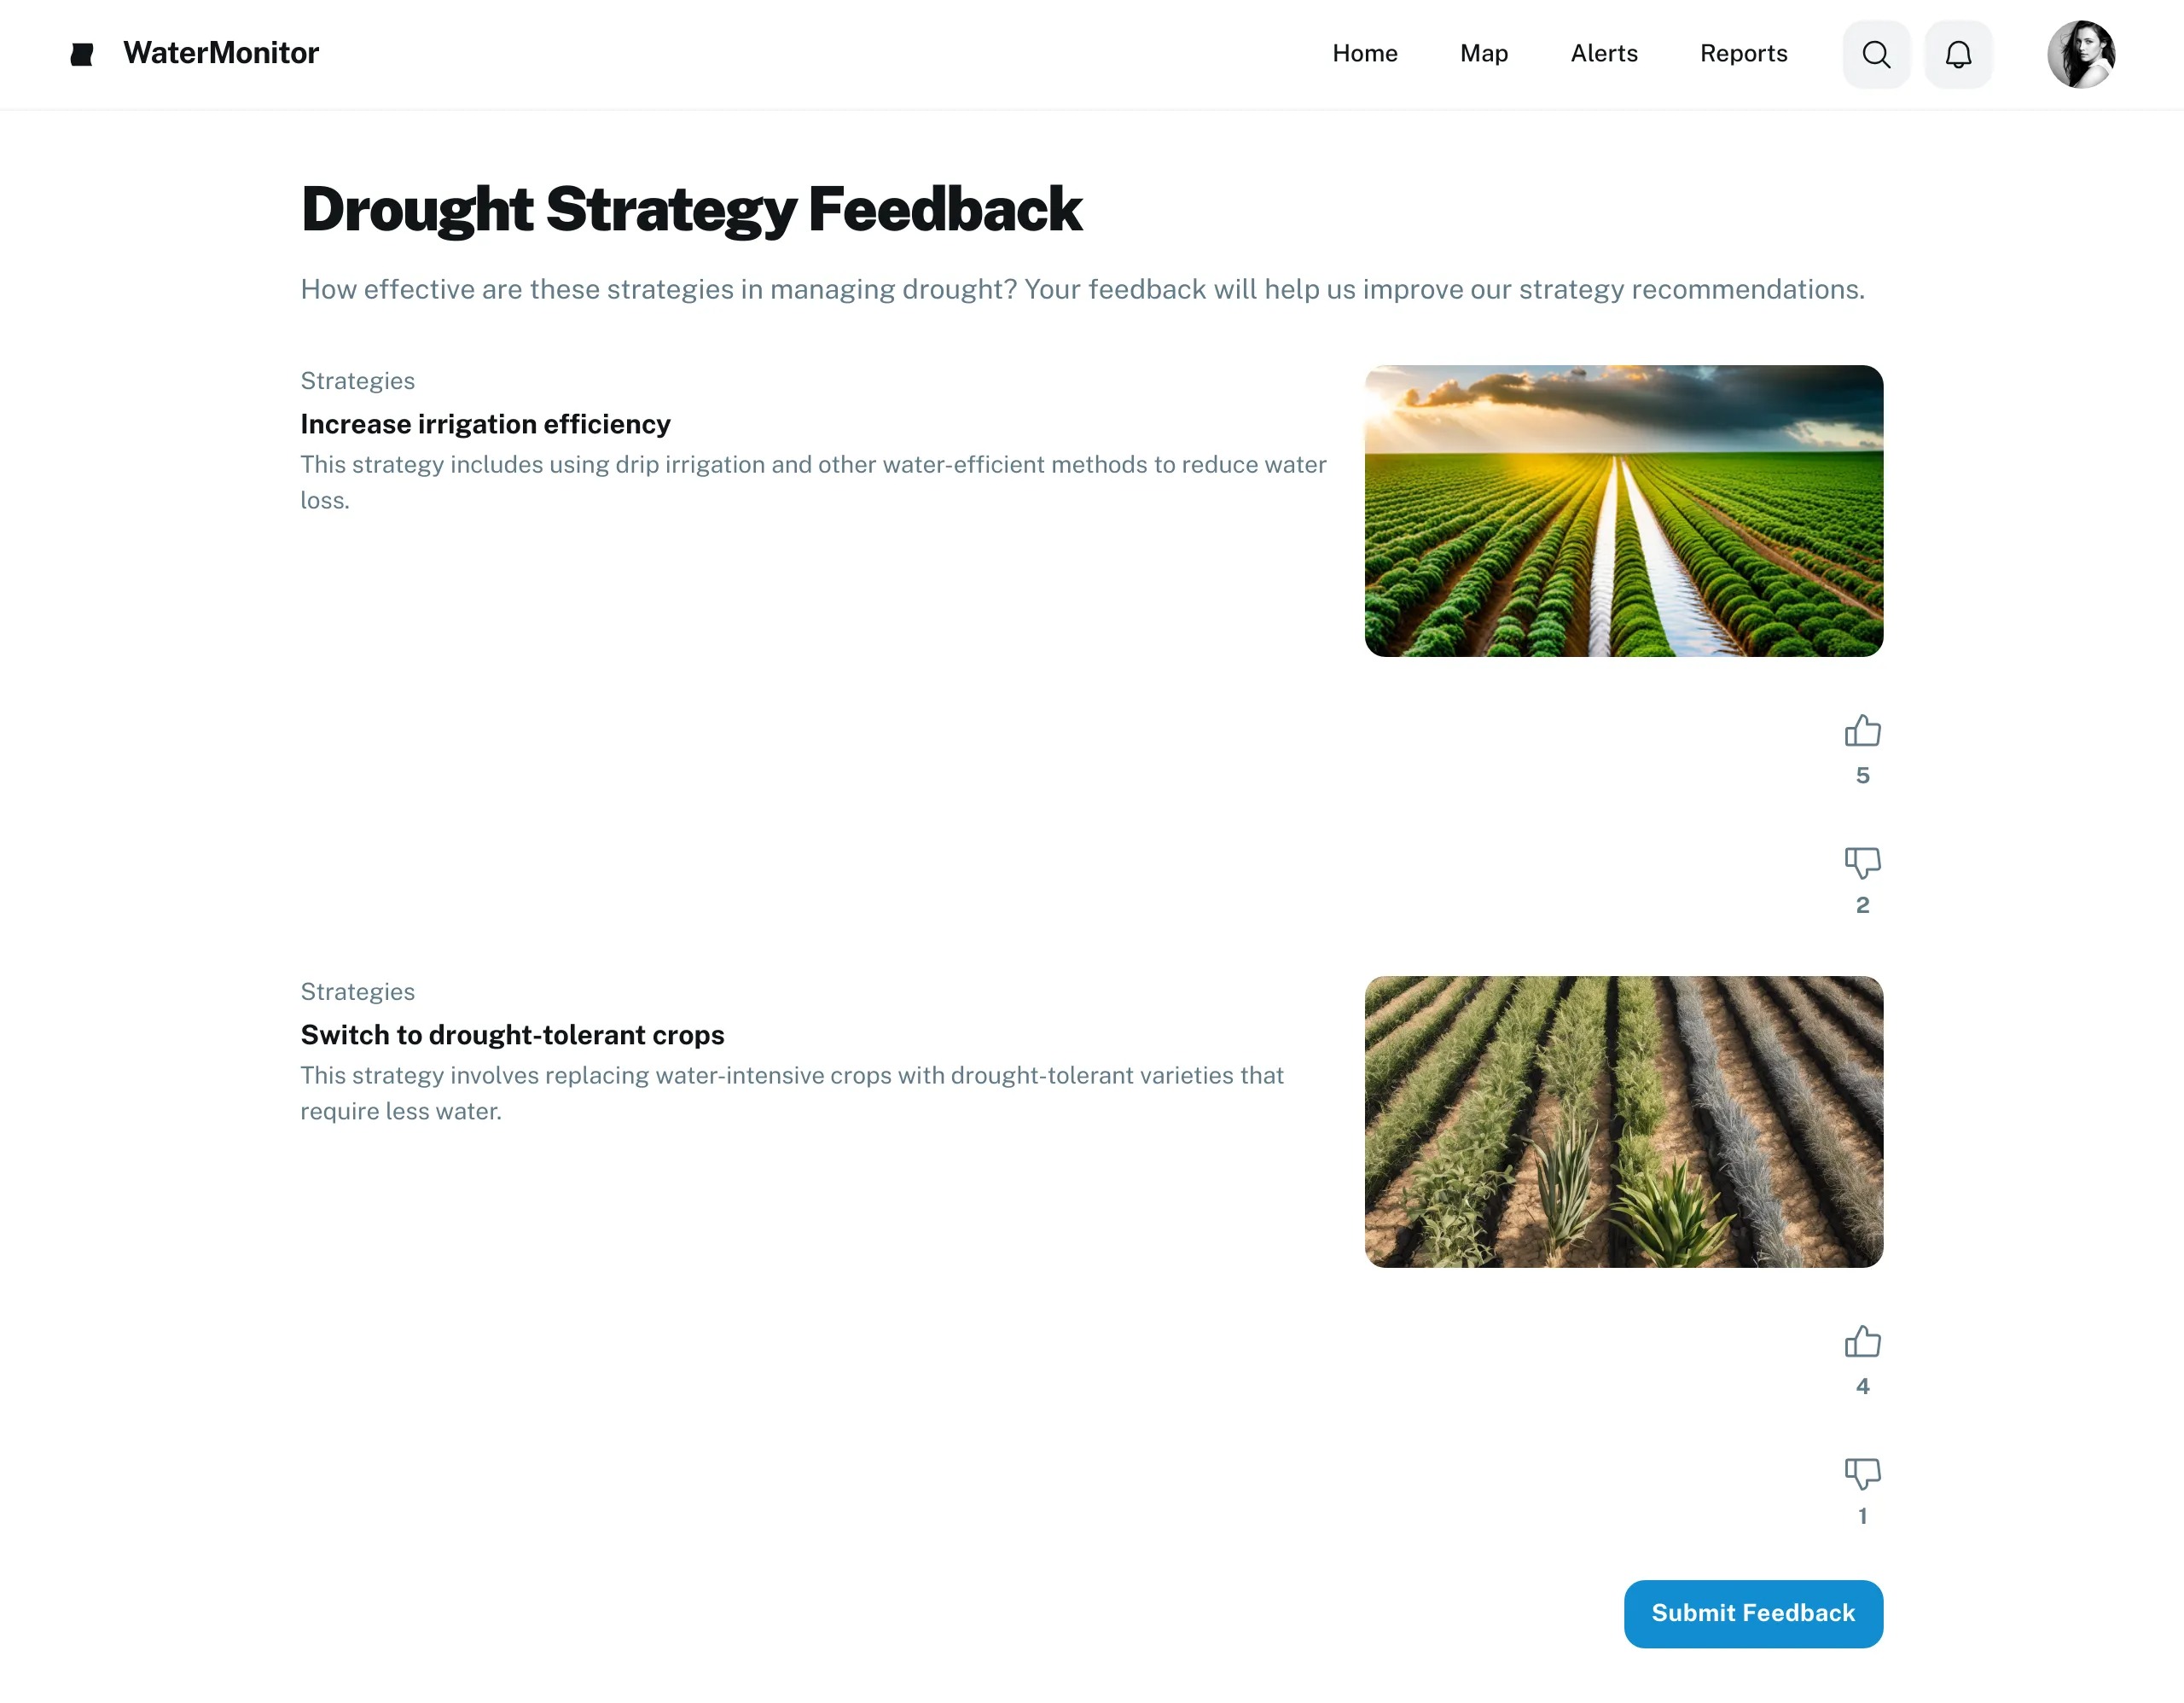 WaterMonitor
Home
Map
Alerts
Reports
Drought Strategy Feedback
How effective are these strategies in managing drought? Your feedback will help us improve our strategy recommendations.
Strategies
Increase irrigation efficiency
This strategy includes using drip irrigation and other water-efficient methods to reduce water
loss.
5
2
Strategies
Switch to drought-tolerant crops
This strategy involves replacing water-intensive crops with drought-tolerant varieties that
require less water.
4
1
Submit Feedback